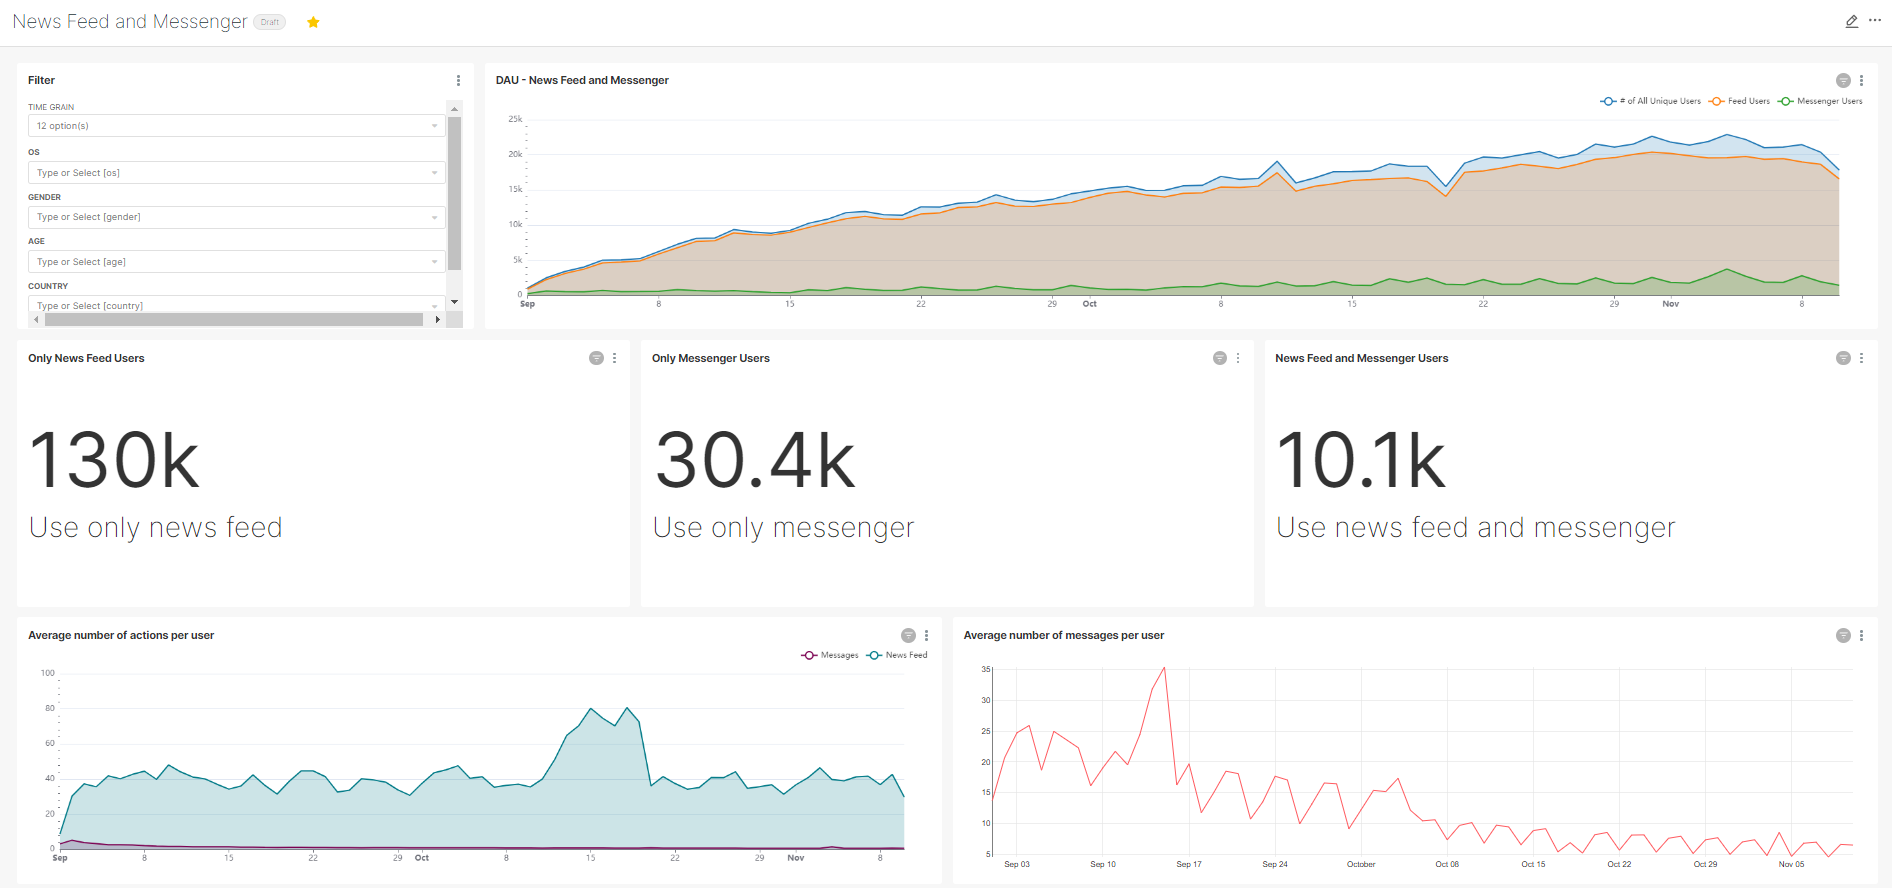 News Feed and Messenger Draft
Filter
TIME GRAIN
12 option(s)
OS
Type or Select [os]
GENDER
Type or Select [gender]
AGE
Type or Select [age]
COUNTRY
Type or Select [country]
DAU - News Feed and Messenger
# of All Unique Users Feed Users Messenger Users
25k
20k
15k
10k
5k
0
Sep 8 15 22 29 Oct 8 15 22 29 Nov 8
Only News Feed Users
130k
Use only news feed
Only Messenger Users
30.4k
Use only messenger
News Feed and Messenger Users
10.1k
Use news feed and messenger
Average number of actions per user
Messages News Feed
100
80
60
40
20
0
Sep 8 15 22 29 Oct 8 15 22 29 Nov 8
Average number of messages per user
35
30
25
20
15
10
5
Sep 03 Sep 10 Sep 17 Sep 24 October Oct 08 Oct 15 Oct 22 Oct 29 Nov 05